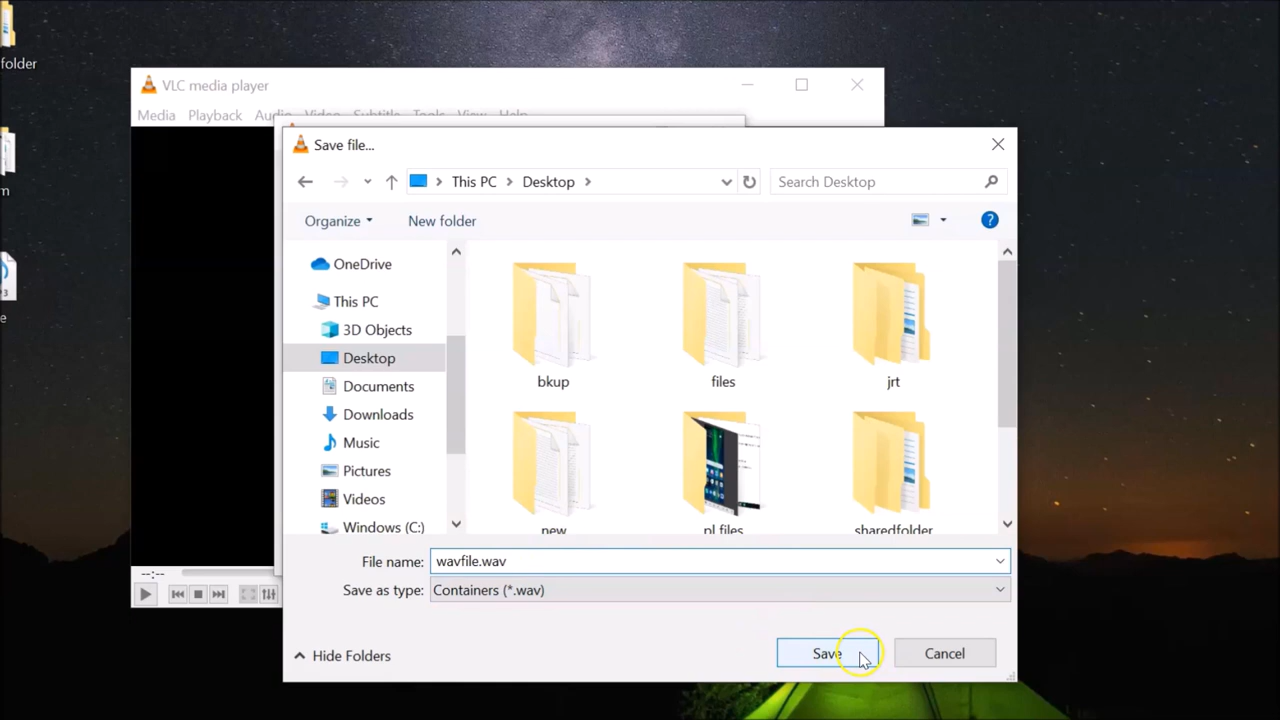 folder
VLC media player
Media Playback Audio Video Subtitle Tools View Help
m
Save file...
This PC Desktop
Search Desktop
Organize New folder
OneDrive
This PC
3D Objects
Desktop
Documents
Downloads
Music
Pictures
Videos
Windows (C:)
bkup files jrt
new pl files sharedfolder
3
e
File name: wavfile.wav
Save as type: Containers (*.wav)
--:--
Hide Folders
Save Cancel